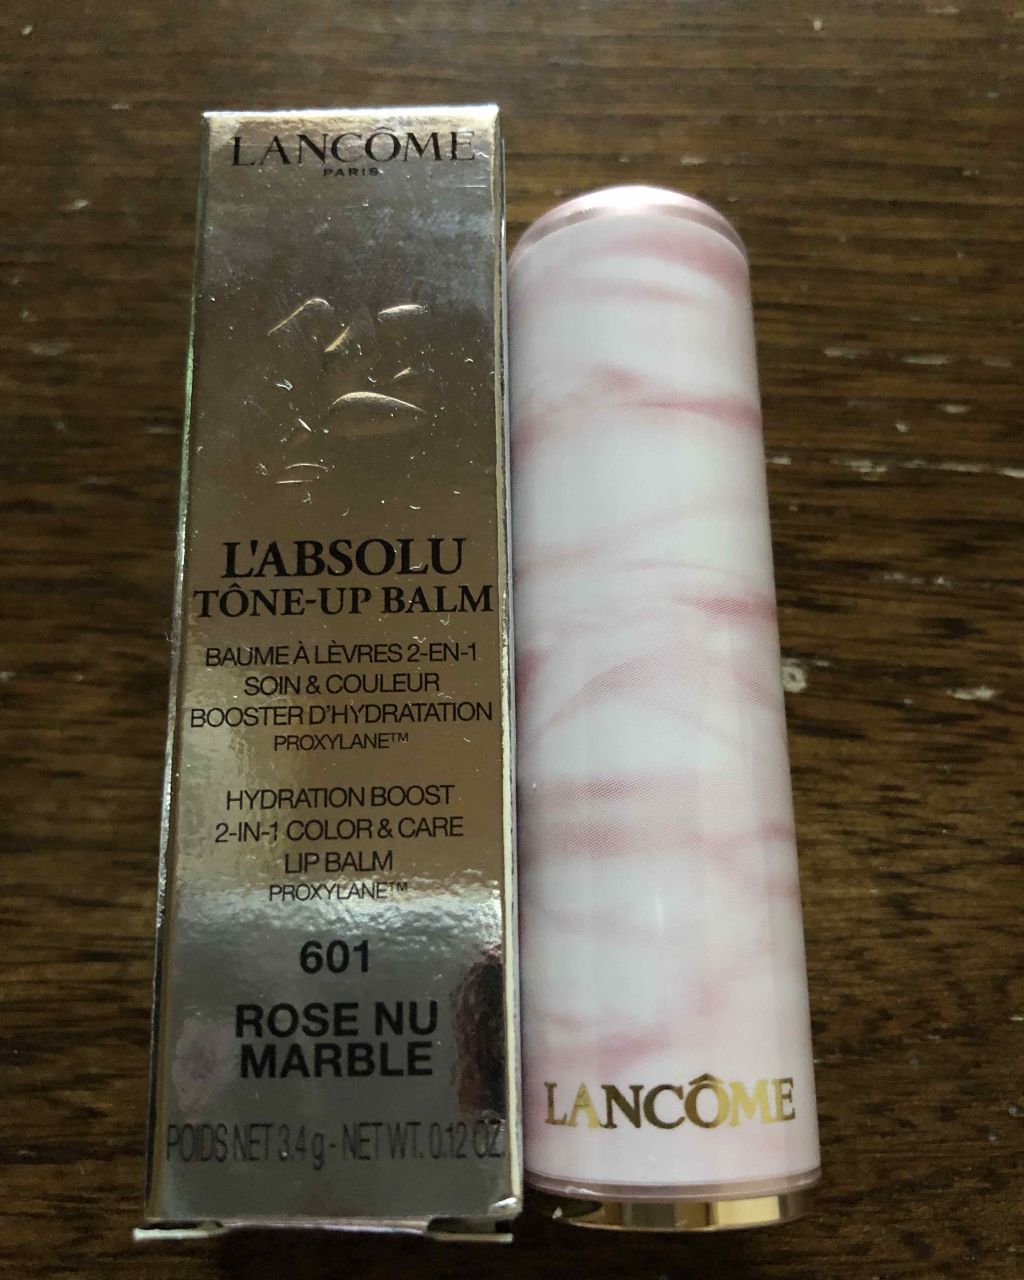 LANCÔME
PARIS
L'ABSOLU
TÔNE-UP BALM
BAUME À LÈVRES 2-EN-1
SOIN & COULEUR
BOOSTER D'HYDRATATION
PROXYLANE™
HYDRATION BOOST
2-IN-1 COLOR & CARE
LIP BALM
PROXYLANE™
601
ROSE NU
MARBLE
POIDS NET 3.4 g - NET WT. 0.12 OZ.
LANCÔME